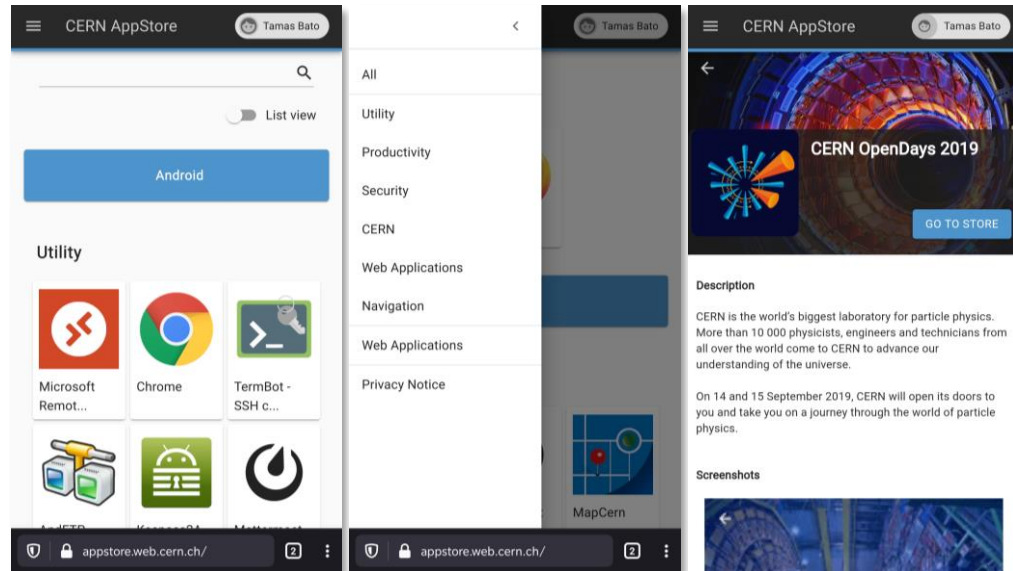 CERN AppStore
Tamas Bato
List view
Android
Utility
Microsoft
Remot...
Chrome
TermBot -
SSH c...
appstore.web.cern.ch/
2
<
Tamas Bato
All
Utility
Productivity
Security
CERN
Web Applications
Navigation
Web Applications
Privacy Notice
MapCern
appstore.web.cern.ch/
2
CERN AppStore
Tamas Bato
CERN OpenDays 2019
GO TO STORE
Description
CERN is the world's biggest laboratory for particle physics.
More than 10 000 physicists, engineers and technicians from
all over the world come to CERN to advance our
understanding of the universe.
On 14 and 15 September 2019, CERN will open its doors to
you and take you on a journey through the world of particle
physics.
Screenshots